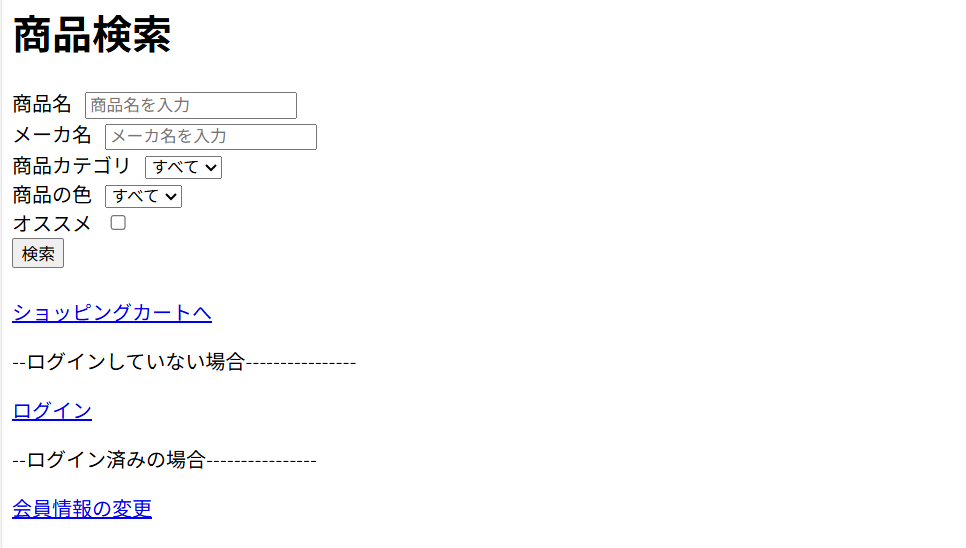 商品検索
商品名 商品名を入力
メーカ名 メーカ名を入力
商品カテゴリ すべて
商品の色 すべて
オススメ
検索
ショッピングカートへ
--ログインしていない場合----------------
ログイン
--ログイン済みの場合----------------
会員情報の変更